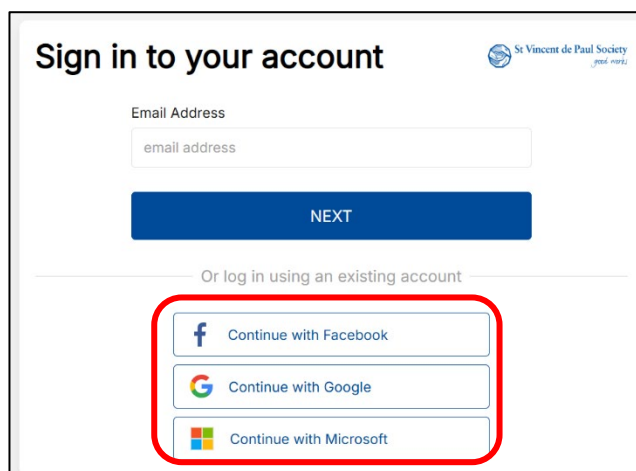 Sign in to your account
St Vincent de Paul Society
good works
Email Address
email address
NEXT
Or log in using an existing account
Continue with Facebook
Continue with Google
Continue with Microsoft